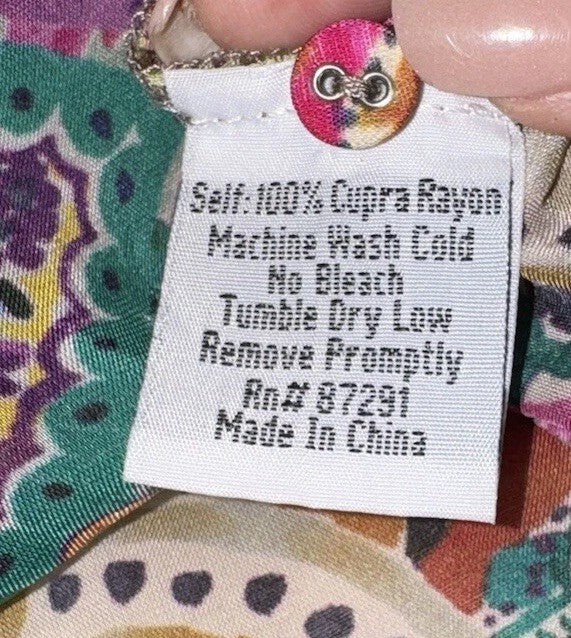 Self: 100% Cupra Rayon
Machine Wash Cold
No Bleach
Tumble Dry Low
Remove Promptly
Rn# 87291
Made In China